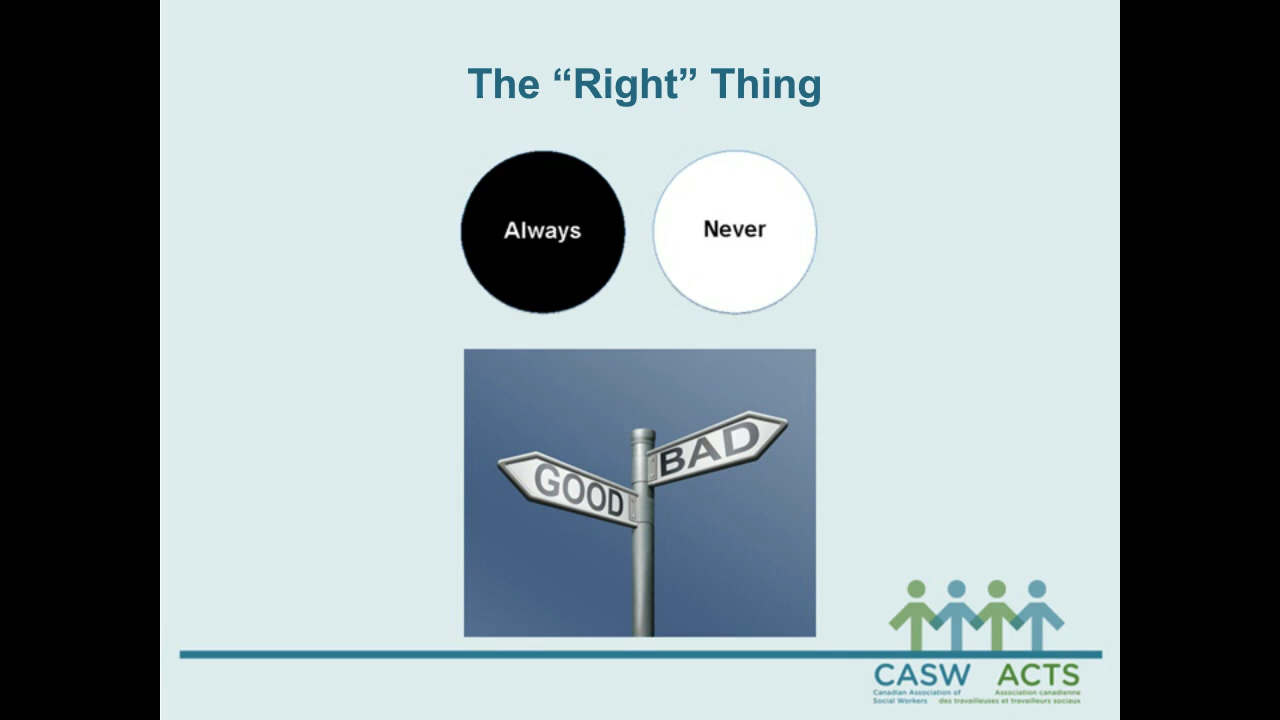 The “Right” Thing
Always
Never
GOOD
BAD
CASW ACTS
Canadian Association of
Social Workers
Association canadienne
des travailleuses et travailleurs sociaux